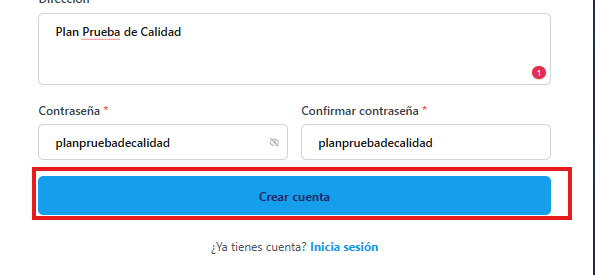 Dirección
Plan Prueba de Calidad
1
Contraseña * Confirmar contraseña *
planpruebadecalidad planpruebadecalidad
Crear cuenta
¿Ya tienes cuenta? Inicia sesión